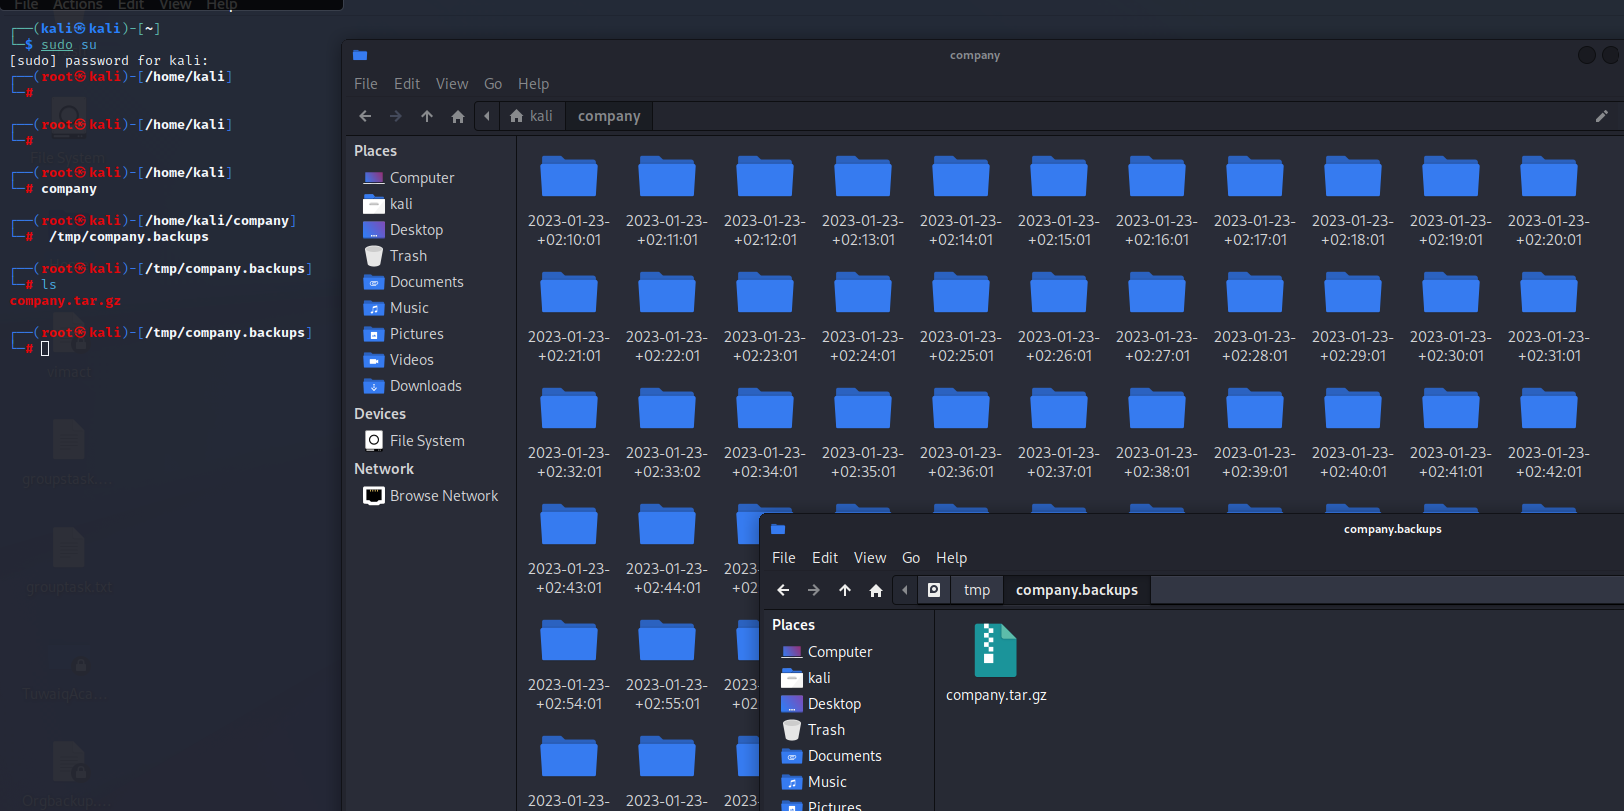 File Actions Edit View Help
┌──(kali㉿kali)-[~]
└─$ sudo su
[sudo] password for kali:
┌──(root㉿kali)-[/home/kali]
└─#
┌──(root㉿kali)-[/home/kali]
└─#
File System
┌──(root㉿kali)-[/home/kali]
└─# company
┌──(root㉿kali)-[/home/kali/company]
└─# /tmp/company.backups
┌──(root㉿kali)-[/tmp/company.backups]
└─# ls
company.tar.gz
┌──(root㉿kali)-[/tmp/company.backups]
└─#
company
File Edit View Go Help
kali company
Places
Computer
kali
Desktop
Trash
Documents
Music
Pictures
Videos
Downloads
Devices
File System
Network
Browse Network
2023-01-23- 2023-01-23- 2023-01-23- 2023-01-23- 2023-01-23- 2023-01-23- 2023-01-23- 2023-01-23- 2023-01-23- 2023-01-23- 2023-01-23-
+02:10:01 +02:11:01 +02:12:01 +02:13:01 +02:14:01 +02:15:01 +02:16:01 +02:17:01 +02:18:01 +02:19:01 +02:20:01
2023-01-23- 2023-01-23- 2023-01-23- 2023-01-23- 2023-01-23- 2023-01-23- 2023-01-23- 2023-01-23- 2023-01-23- 2023-01-23- 2023-01-23-
+02:21:01 +02:22:01 +02:23:01 +02:24:01 +02:25:01 +02:26:01 +02:27:01 +02:28:01 +02:29:01 +02:30:01 +02:31:01
2023-01-23- 2023-01-23- 2023-01-23- 2023-01-23- 2023-01-23- 2023-01-23- 2023-01-23- 2023-01-23- 2023-01-23- 2023-01-23- 2023-01-23-
+02:32:01 +02:33:02 +02:34:01 +02:35:01 +02:36:01 +02:37:01 +02:38:01 +02:39:01 +02:40:01 +02:41:01 +02:42:01
2023-01-23- 2023-01-23- 2023
+02:43:01 +02:44:01 +02
2023-01-23- 2023-01-23- 2023
+02:54:01 +02:55:01 +02
2023-01-23- 2023-01-23- 2023
company.backups
File Edit View Go Help
tmp company.backups
Places
Computer
kali
Desktop
Trash
Documents
Music
Pictures
company.tar.gz